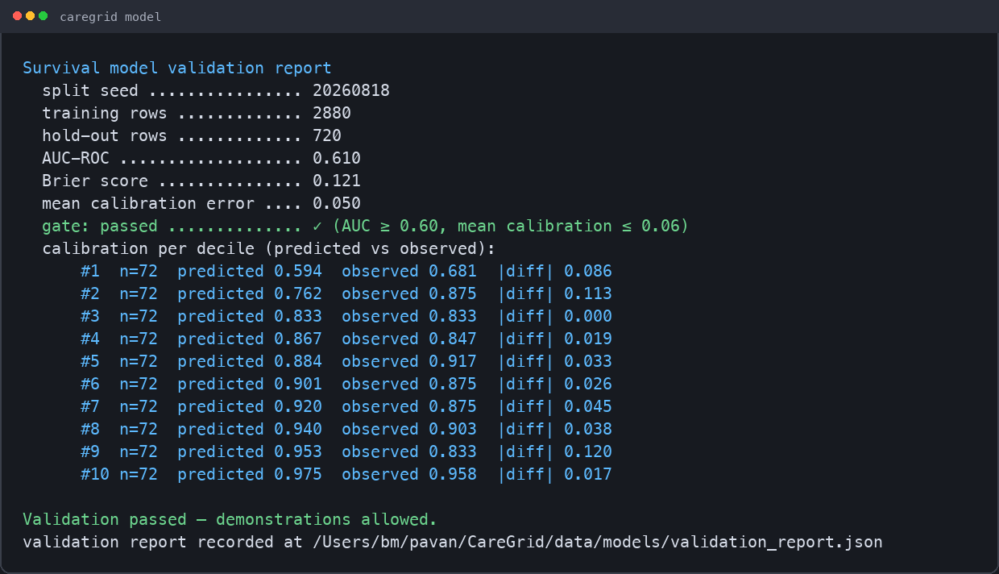 caregrid model
Survival model validation report
split seed ................ 20260818
training rows ............. 2880
hold−out rows ............. 720
AUC−ROC ................... 0.610
Brier score ............... 0.121
mean calibration error .... 0.050
gate: passed .............. ✓ (AUC ≥ 0.60, mean calibration ≤ 0.06)
calibration per decile (predicted vs observed):
#1 n=72 predicted 0.594 observed 0.681 |diff| 0.086
#2 n=72 predicted 0.762 observed 0.875 |diff| 0.113
#3 n=72 predicted 0.833 observed 0.833 |diff| 0.000
#4 n=72 predicted 0.867 observed 0.847 |diff| 0.019
#5 n=72 predicted 0.884 observed 0.917 |diff| 0.033
#6 n=72 predicted 0.901 observed 0.875 |diff| 0.026
#7 n=72 predicted 0.920 observed 0.875 |diff| 0.045
#8 n=72 predicted 0.940 observed 0.903 |diff| 0.038
#9 n=72 predicted 0.953 observed 0.833 |diff| 0.120
#10 n=72 predicted 0.975 observed 0.958 |diff| 0.017
Validation passed — demonstrations allowed.
validation report recorded at /Users/bm/pavan/CareGrid/data/models/validation_report.json